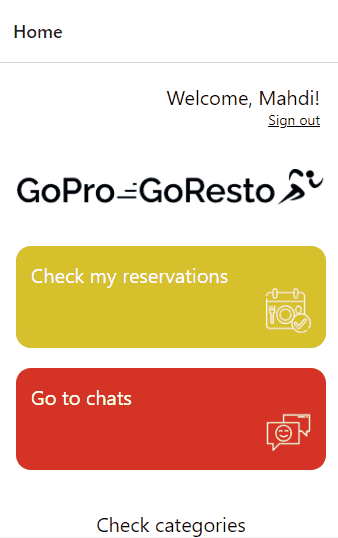 Home
Welcome, Mahdi!
Sign out
GoPro GoResto
Check my reservations
Go to chats
Check categories